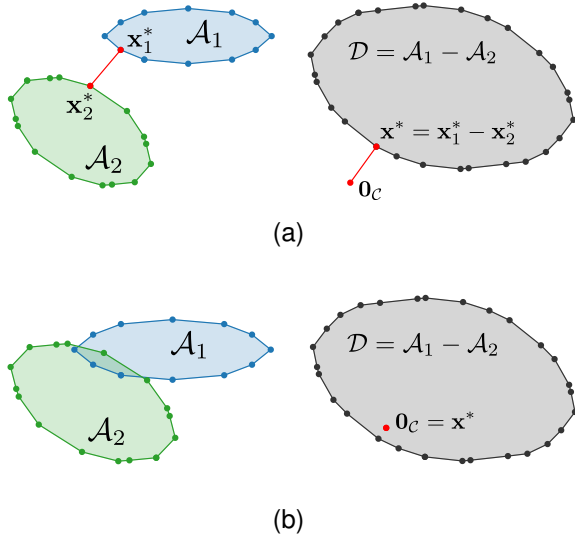 𝒜₁
𝐱₁*
𝐱₂*
𝒜₂
𝒟 = 𝒜₁ − 𝒜₂
𝐱* = 𝐱₁* − 𝐱₂*
𝟎_𝒞
(a)
𝒜₁
𝒜₂
𝒟 = 𝒜₁ − 𝒜₂
𝟎_𝒞 = 𝐱*
(b)